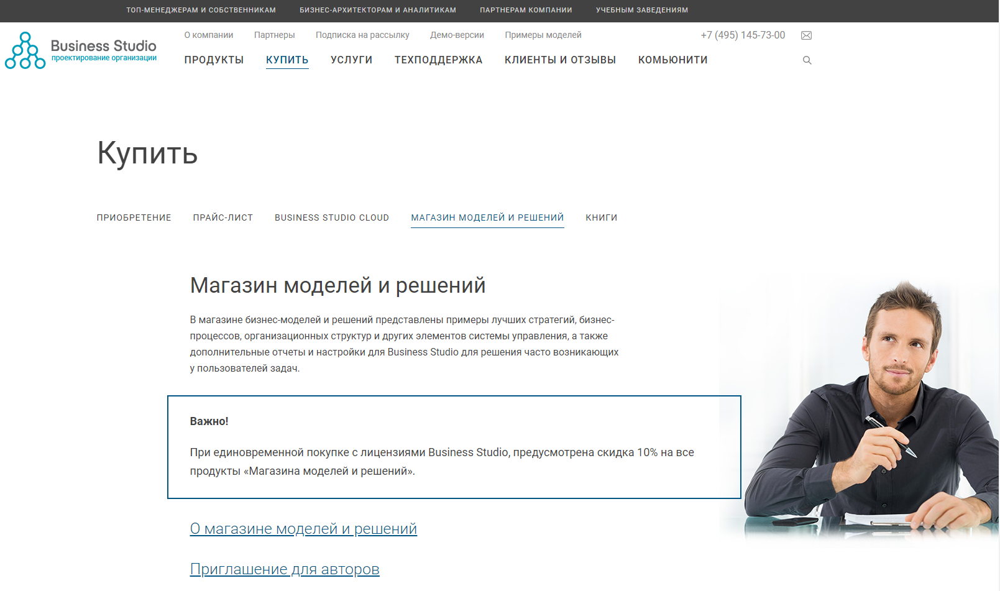 ТОП-МЕНЕДЖЕРАМ И СОБСТВЕННИКАМ БИЗНЕС-АРХИТЕКТОРАМ И АНАЛИТИКАМ ПАРТНЕРАМ КОМПАНИИ УЧЕБНЫМ ЗАВЕДЕНИЯМ
Business Studio
проектирование организации
О компании Партнеры Подписка на рассылку Демо-версии Примеры моделей +7 (495) 145-73-00
ПРОДУКТЫ КУПИТЬ УСЛУГИ ТЕХПОДДЕРЖКА КЛИЕНТЫ И ОТЗЫВЫ КОМЬЮНИТИ
Купить
ПРИОБРЕТЕНИЕ ПРАЙС-ЛИСТ BUSINESS STUDIO CLOUD МАГАЗИН МОДЕЛЕЙ И РЕШЕНИЙ КНИГИ
Магазин моделей и решений
В магазине бизнес-моделей и решений представлены примеры лучших стратегий, бизнес-
процессов, организационных структур и других элементов системы управления, а также
дополнительные отчеты и настройки для Business Studio для решения часто возникающих
у пользователей задач.
Важно!
При единовременной покупке с лицензиями Business Studio, предусмотрена скидка 10% на все
продукты «Магазина моделей и решений».
О магазине моделей и решений
Приглашение для авторов